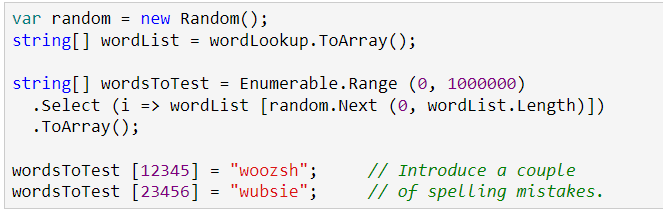 var random = new Random();
string[] wordList = wordLookup.ToArray();
string[] wordsToTest = Enumerable.Range (0, 1000000)
  .Select (i => wordList [random.Next (0, wordList.Length)])
  .ToArray();
wordsToTest [12345] = "woozsh";     // Introduce a couple
wordsToTest [23456] = "wubsie";     // of spelling mistakes.